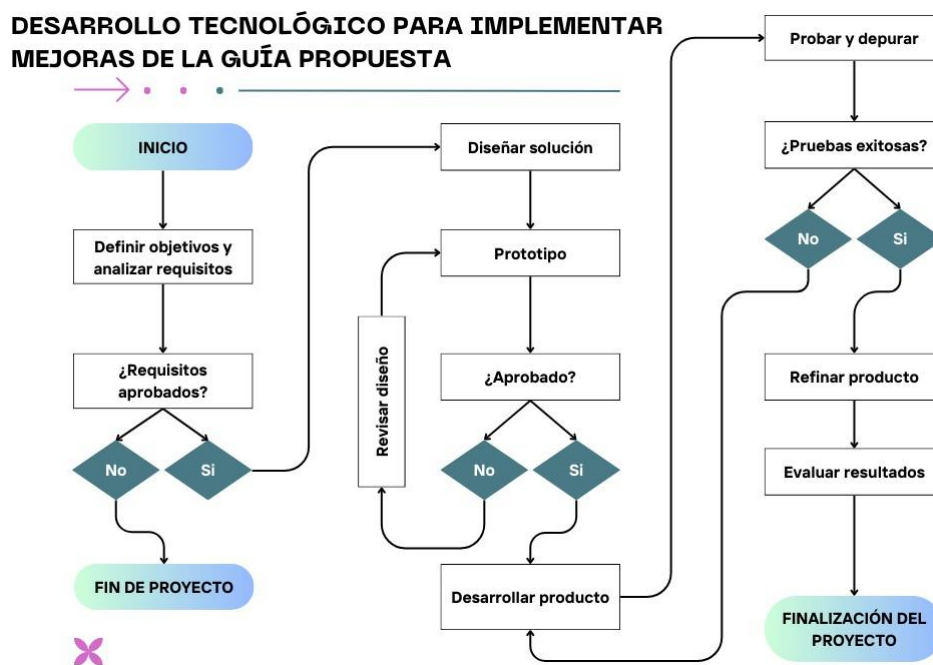 DESARROLLO TECNOLÓGICO PARA IMPLEMENTAR
MEJORAS DE LA GUÍA PROPUESTA
INICIO
Definir objetivos y
analizar requisitos
¿Requisitos
aprobados?
No
Si
FIN DE PROYECTO
Diseñar solución
Prototipo
Revisar diseño
¿Aprobado?
No
Si
Desarrollar producto
Probar y depurar
¿Pruebas exitosas?
No
Si
Refinar producto
Evaluar resultados
FINALIZACIÓN DEL
PROYECTO